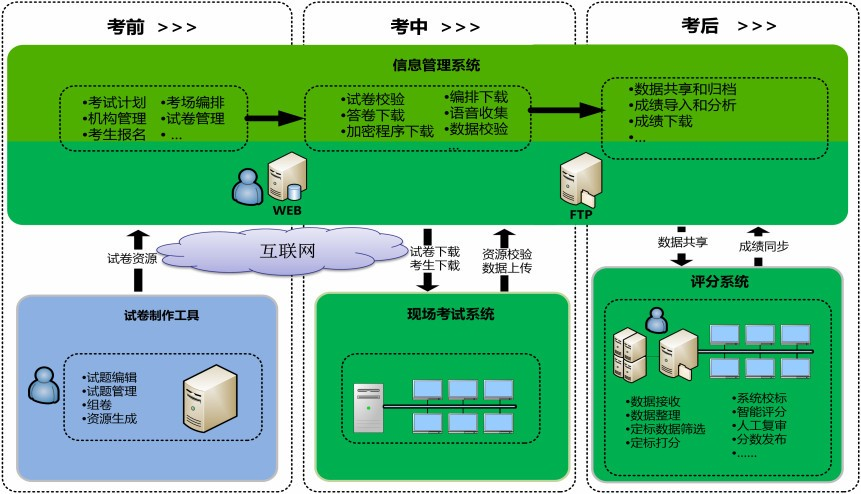 考前 >>>
考中 >>>
考后 >>>
信息管理系统
•考试计划 •考场编排
•机构管理 •试卷管理
•考生报名 • ...
•试卷校验
•答卷下载
•加密程序下载
•编排下载
•语音收集
•数据校验
...
•数据共享和归档
•成绩导入和分析
•成绩下载
•...
WEB
FTP
试卷资源
互联网
试卷下载
考生下载
资源校验
数据上传
数据共享
成绩同步
试卷制作工具
•试题编辑
•试题管理
•组卷
•资源生成
现场考试系统
评分系统
•数据接收
•数据整理
•定标数据筛选
•定标打分
•系统校标
•智能评分
•人工复审
•分数发布
•......